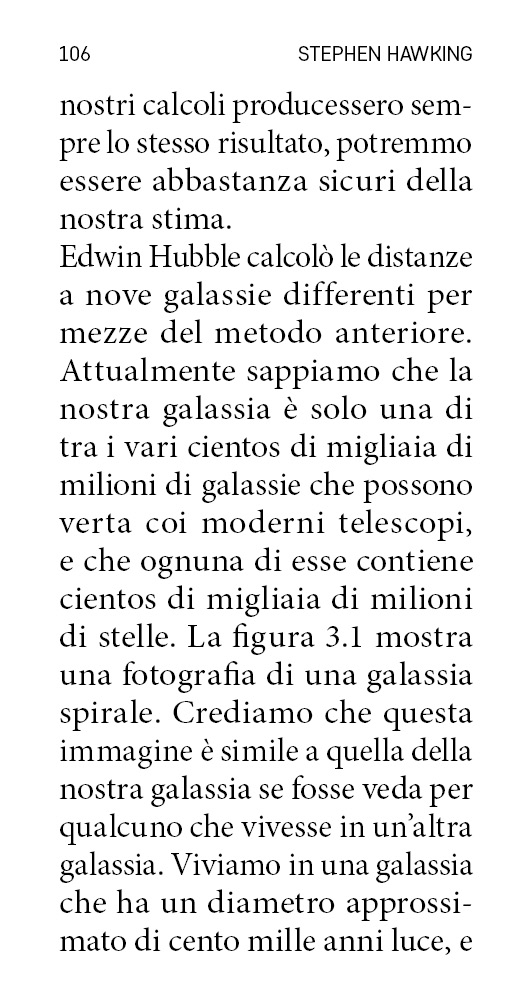 106 STEPHEN HAWKING
nostri calcoli producessero sem-
pre lo stesso risultato, potremmo
essere abbastanza sicuri della
nostra stima.
Edwin Hubble calcolò le distanze
a nove galassie differenti per
mezze del metodo anteriore.
Attualmente sappiamo che la
nostra galassia è solo una di
tra i vari cientos di migliaia di
milioni di galassie che possono
verta coi moderni telescopi,
e che ognuna di esse contiene
cientos di migliaia di milioni
di stelle. La figura 3.1 mostra
una fotografia di una galassia
spirale. Crediamo che questa
immagine è simile a quella della
nostra galassia se fosse veda per
qualcuno che vivesse in un’altra
galassia. Viviamo in una galassia
che ha un diametro approssi-
mato di cento mille anni luce, e